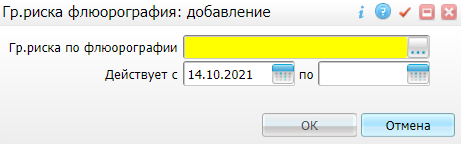 Гр.риска флюорография: добавление
Гр.риска по флюорографии
Действует с 14.10.2021 по
ОК Отмена